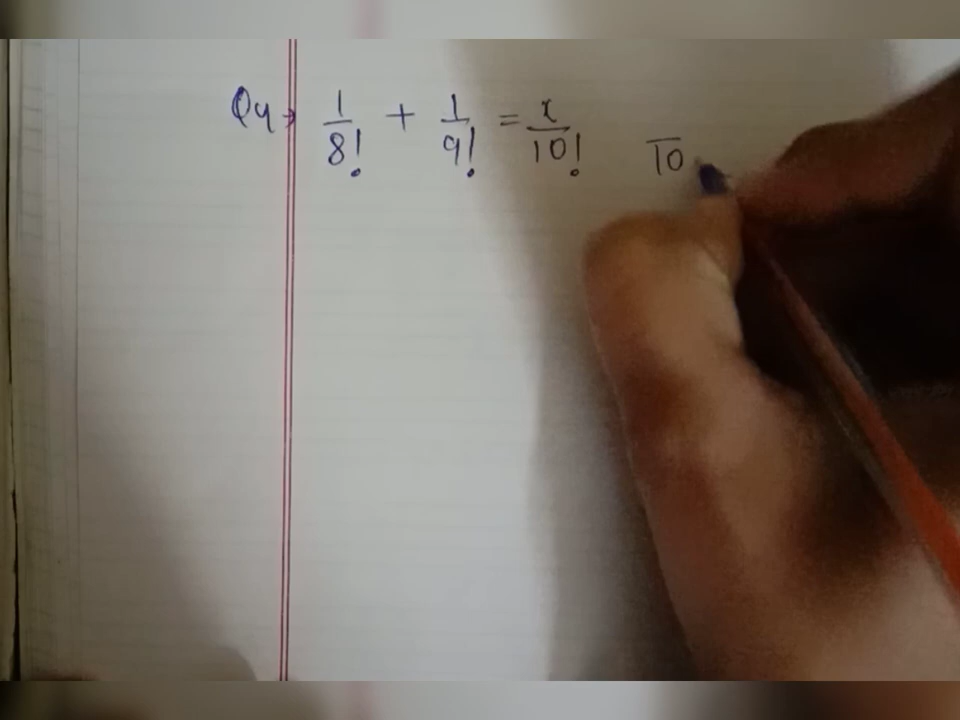 Q4→ 1/8! + 1/9! = x/10! 10